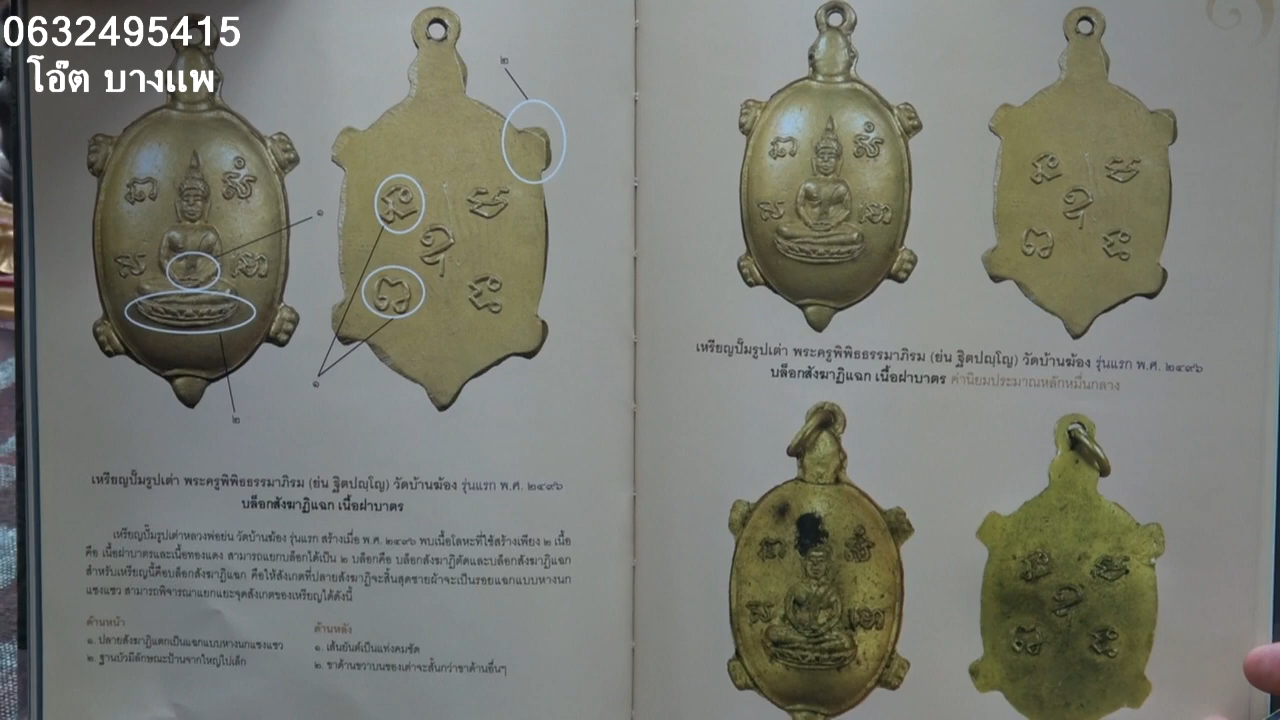 0632495415
โอ๊ต บางแพ
๒
๑
๑
๒
เหรียญปั๊มรูปเต่า พระครูพิพิธธรรมาภิรม (ย่น ฐิตปญฺโญ) วัดบ้านฆ้อง รุ่นแรก พ.ศ. ๒๔๙๖
บล็อกสังฆาฏิแฉก เนื้อฝาบาตร
เหรียญปั๊มรูปเต่าหลวงพ่อย่น วัดบ้านฆ้อง รุ่นแรก สร้างเมื่อ พ.ศ. ๒๔๙๖ พบเนื้อโลหะที่ใช้สร้างเพียง ๒ เนื้อ
คือ เนื้อฝาบาตรและเนื้อทองแดง สามารถแยกบล็อกได้เป็น ๒ บล็อกคือ บล็อกสังฆาฏิตัดและบล็อกสังฆาฏิแฉก
สำหรับเหรียญนี้คือบล็อกสังฆาฏิแฉก คือให้สังเกตที่ปลายสังฆาฏิจะสิ้นสุดชายผ้าจะเป็นรอยแฉกแบบหางนก
แซงแซว สามารถพิจารณาแยกแยะจุดสังเกตของเหรียญได้ดังนี้
ด้านหน้า
๑. ปลายสังฆาฏิแตกเป็นแฉกแบบหางนกแซงแซว
๒. ฐานบัวมีลักษณะป้านจากใหญ่ไปเล็ก
ด้านหลัง
๑. เส้นยันต์เป็นแท่งคมชัด
๒. ขาด้านขวาบนของเต่าจะสั้นกว่าขาด้านอื่นๆ
เหรียญปั๊มรูปเต่า พระครูพิพิธธรรมาภิรม (ย่น ฐิตปญฺโญ) วัดบ้านฆ้อง รุ่นแรก พ.ศ. ๒๔๙๖
บล็อกสังฆาฏิแฉก เนื้อฝาบาตร ค่านิยมประมาณหลักหมื่นกลาง